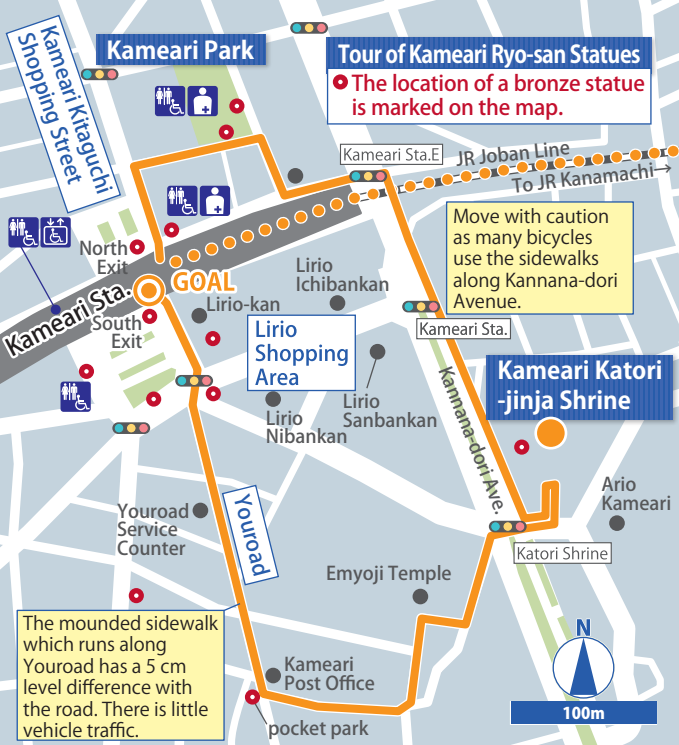 Kameari Kitaguchi
Shopping Street
Kameari Park
Tour of Kameari Ryo-san Statues
The location of a bronze statue
is marked on the map.
Kameari Sta.E
JR Joban Line
To JR Kanamachi→
Move with caution
as many bicycles
use the sidewalks
along Kannana-dori
Avenue.
North
Exit
GOAL
Kameari Sta.
South
Exit
Lirio-kan
Lirio
Ichibankan
Lirio
Shopping
Area
Kameari Sta.
Kameari Katori
-jinja Shrine
Lirio
Sanbankan
Lirio
Nibankan
Kannana-dori Ave.
Ario
Kameari
Youroad
Service
Counter
Youroad
Katori Shrine
Emyoji Temple
The mounded sidewalk
which runs along
Youroad has a 5 cm
level difference with
the road. There is little
vehicle traffic.
Kameari
Post Office
pocket park
N
100m